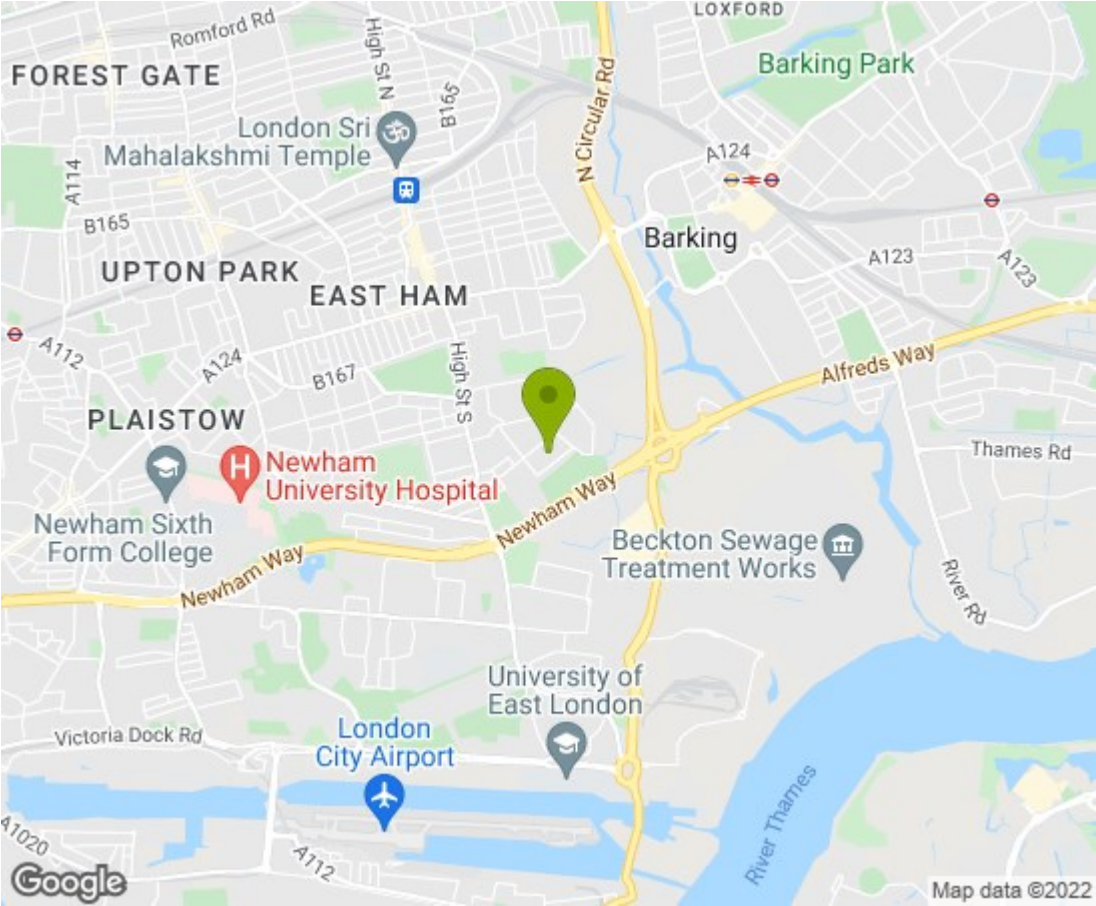 LOXFORD
Romford Rd
High St N
FOREST GATE
B165
N Circular Rd
Barking Park
London Sri
Mahalakshmi Temple
A124
A114
B165
Barking
A123
A123
UPTON PARK
EAST HAM
A112
A124
B167
High St S
Alfreds Way
PLAISTOW
Thames Rd
H
Newham
University Hospital
Newham Way
Newham Sixth
Form College
Beckton Sewage
Treatment Works
Newham Way
River Rd
University of
East London
Victoria Dock Rd
London
City Airport
River Thames
A1020
A112
Google
Map data ©2022